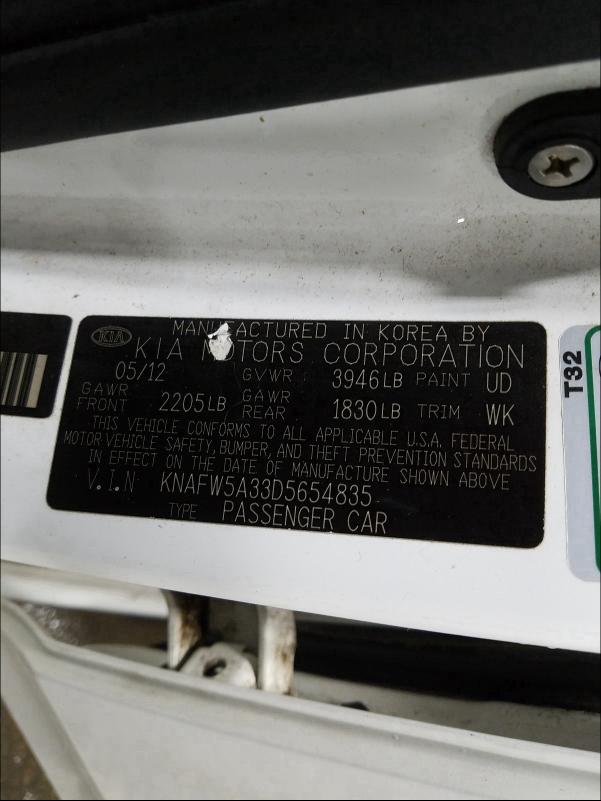 KIA
MANUFACTURED IN KOREA BY
KIA MOTORS CORPORATION
05/12 GVWR 3946LB PAINT UD
GAWR FRONT 2205LB GAWR REAR 1830LB TRIM WK
THIS VEHICLE CONFORMS TO ALL APPLICABLE U.S.A. FEDERAL
MOTOR VEHICLE SAFETY, BUMPER, AND THEFT PREVENTION STANDARDS
IN EFFECT ON THE DATE OF MANUFACTURE SHOWN ABOVE
V.I.N KNAFW5A33D5654835
TYPE PASSENGER CAR
T32